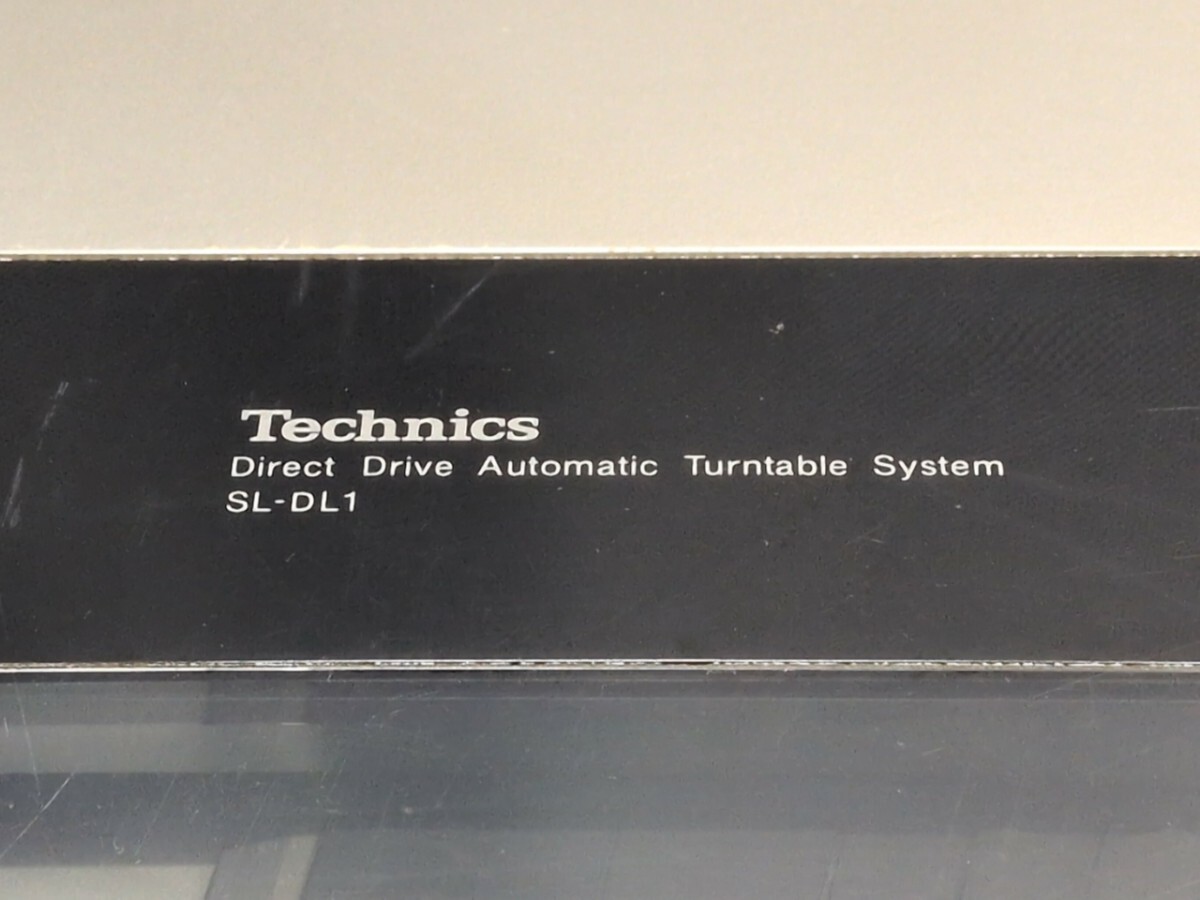 Technics
Direct Drive Automatic Turntable System
SL-DL1